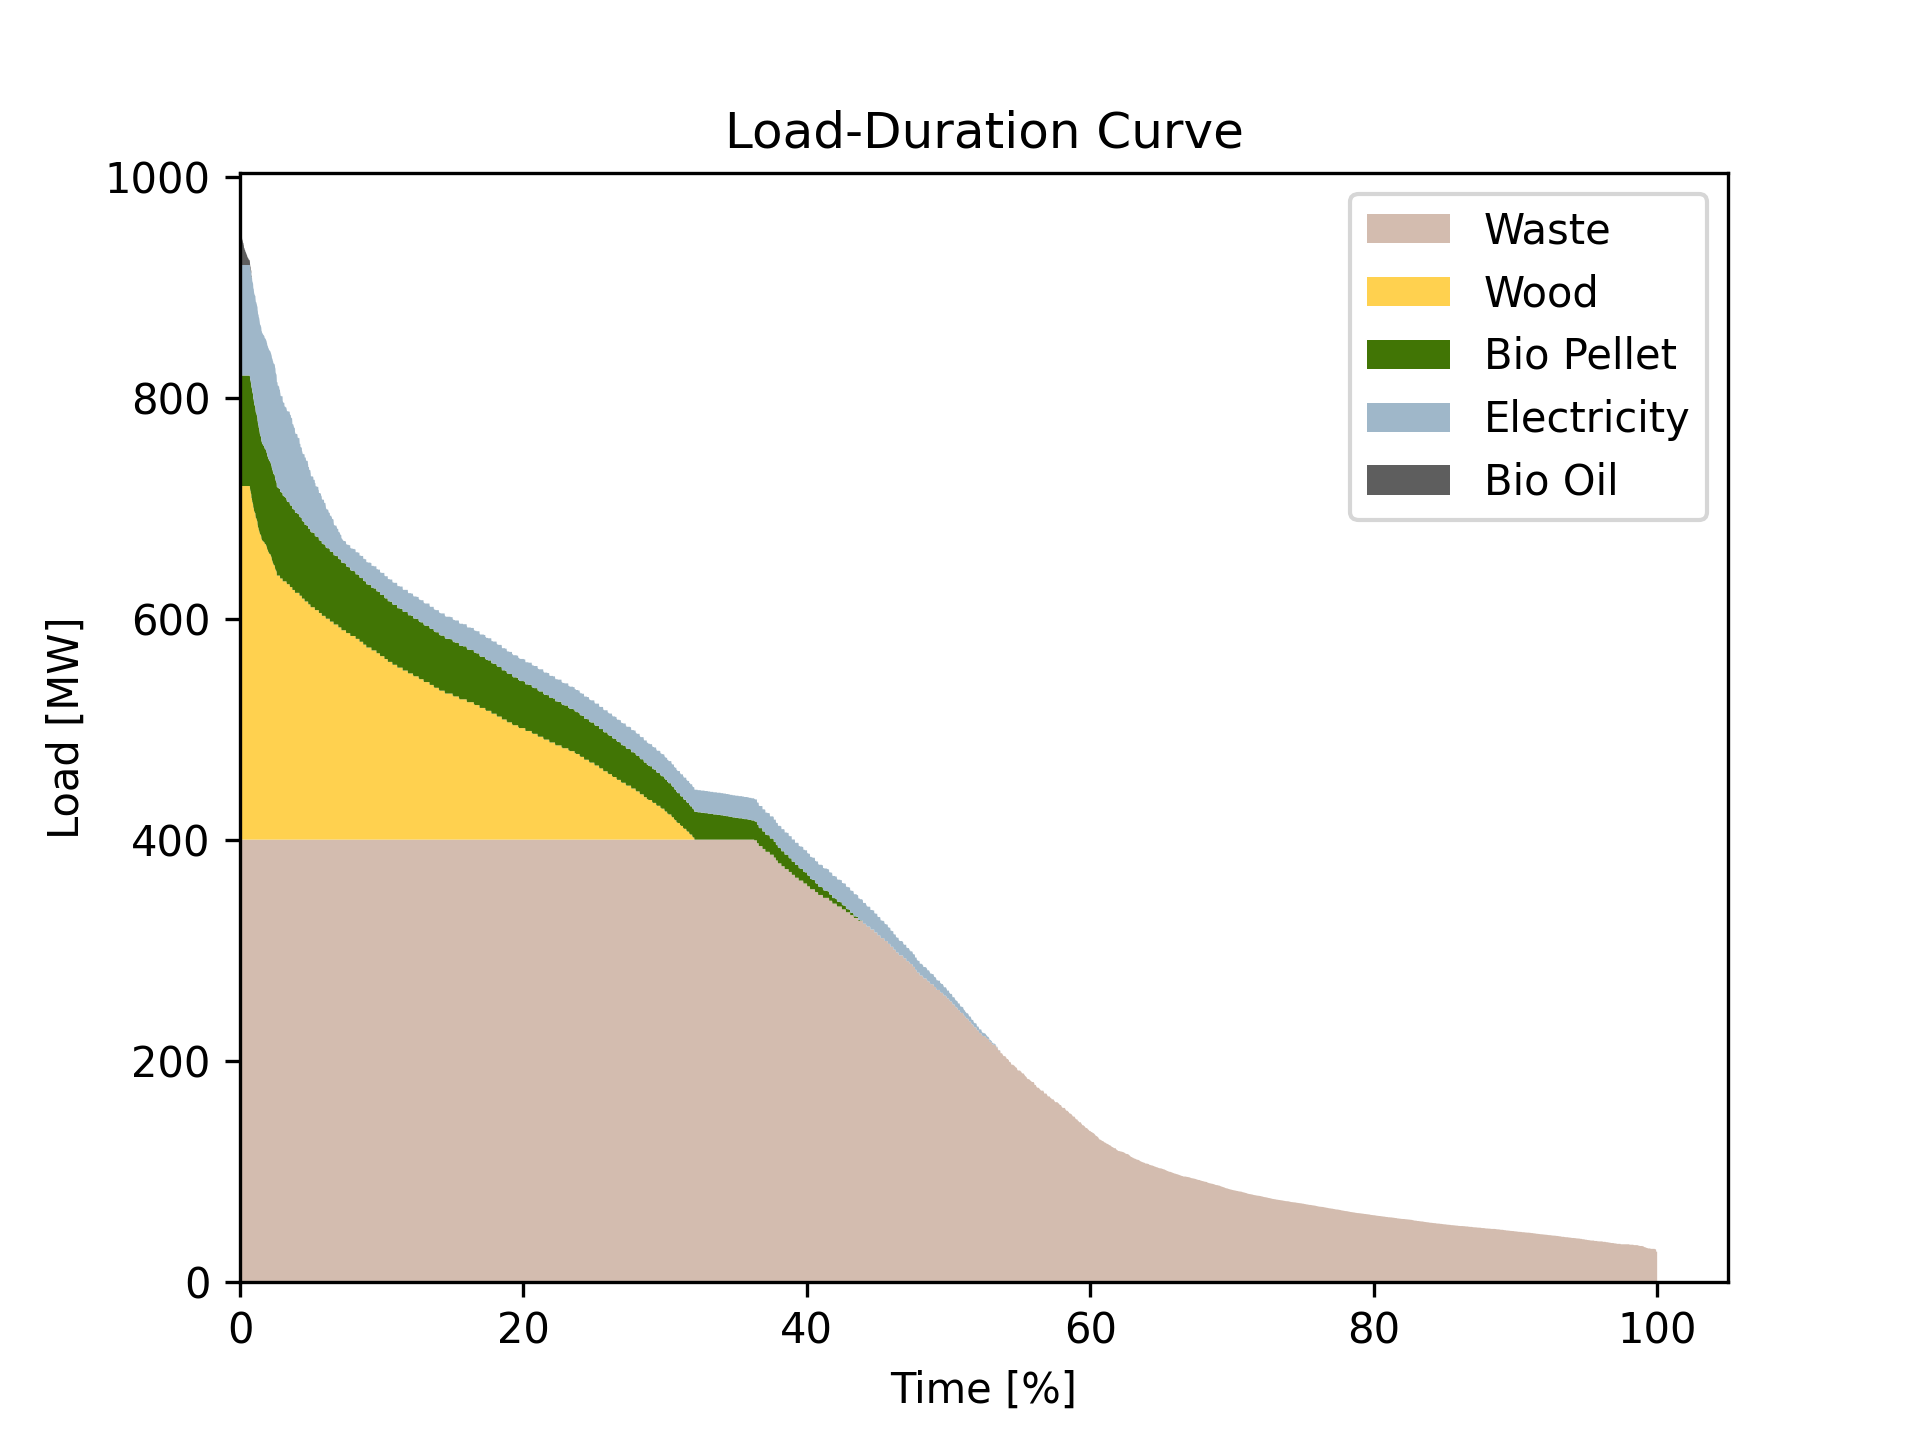 Load-Duration Curve
1000
800
600
400
200
0
Load [MW]
Waste
Wood
Bio Pellet
Electricity
Bio Oil
0 20 40 60 80 100
Time [%]